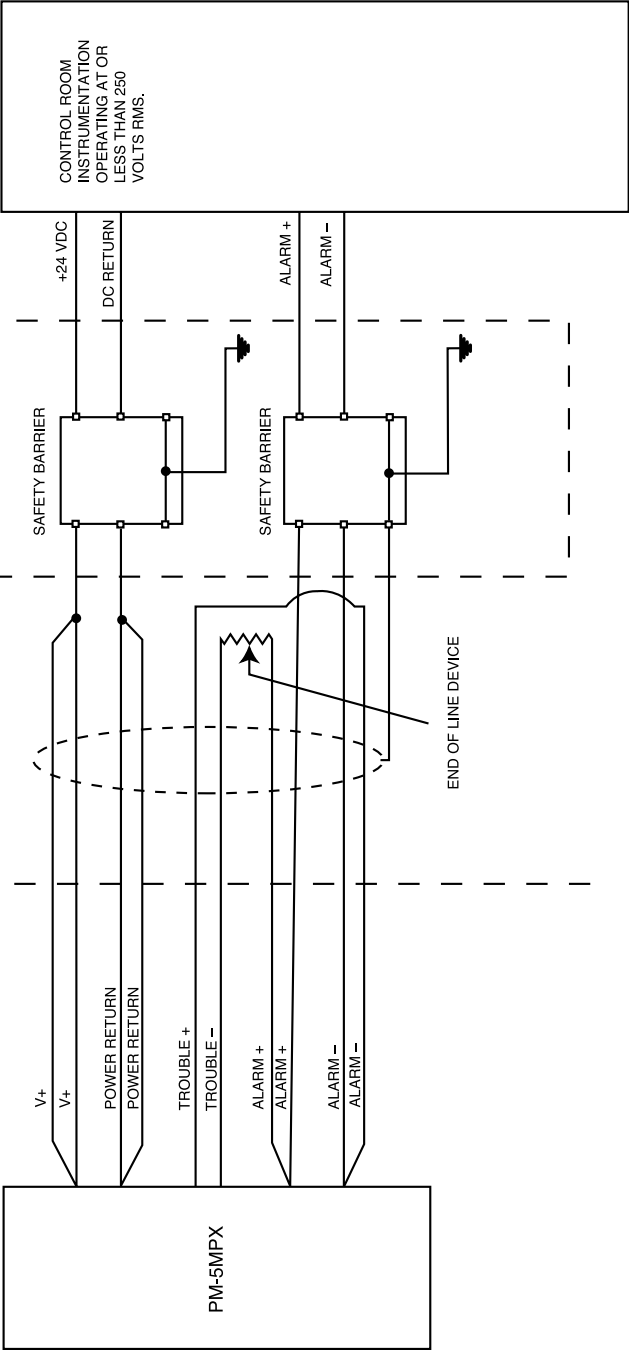 CONTROL ROOM
INSTRUMENTATION
OPERATING AT OR
LESS THAN 250
VOLTS RMS.
+24 VDC
DC RETURN
ALARM +
ALARM –
SAFETY BARRIER
SAFETY BARRIER
END OF LINE DEVICE
V+
V+
POWER RETURN
POWER RETURN
TROUBLE +
TROUBLE –
ALARM +
ALARM +
ALARM –
ALARM –
PM-5MPX